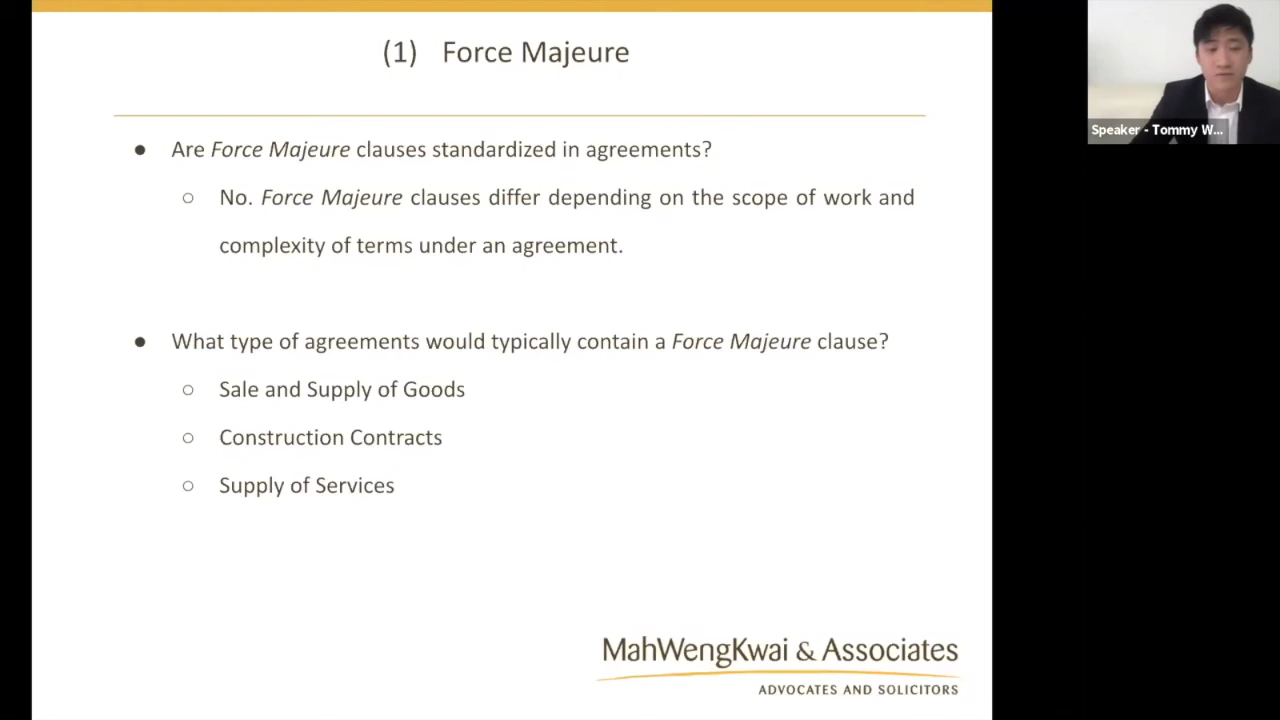 (1) Force Majeure
Speaker - Tommy W...
● Are Force Majeure clauses standardized in agreements?
○ No. Force Majeure clauses differ depending on the scope of work and
complexity of terms under an agreement.
● What type of agreements would typically contain a Force Majeure clause?
○ Sale and Supply of Goods
○ Construction Contracts
○ Supply of Services
MahWengKwai & Associates
ADVOCATES AND SOLICITORS